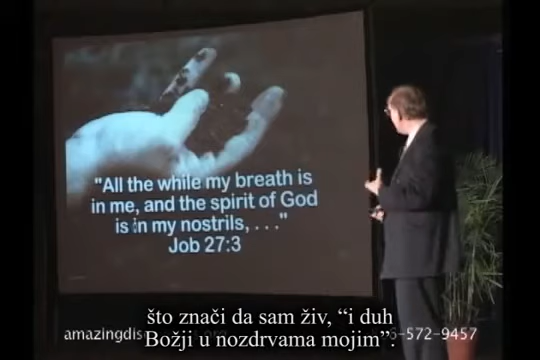 "All the while my breath is
in me, and the spirit of God
is in my nostrils, . . ."
Job 27:3
što znači da sam živ, “i duh
Božji u nozdrvama mojim”.
amazingdis
-572-9457